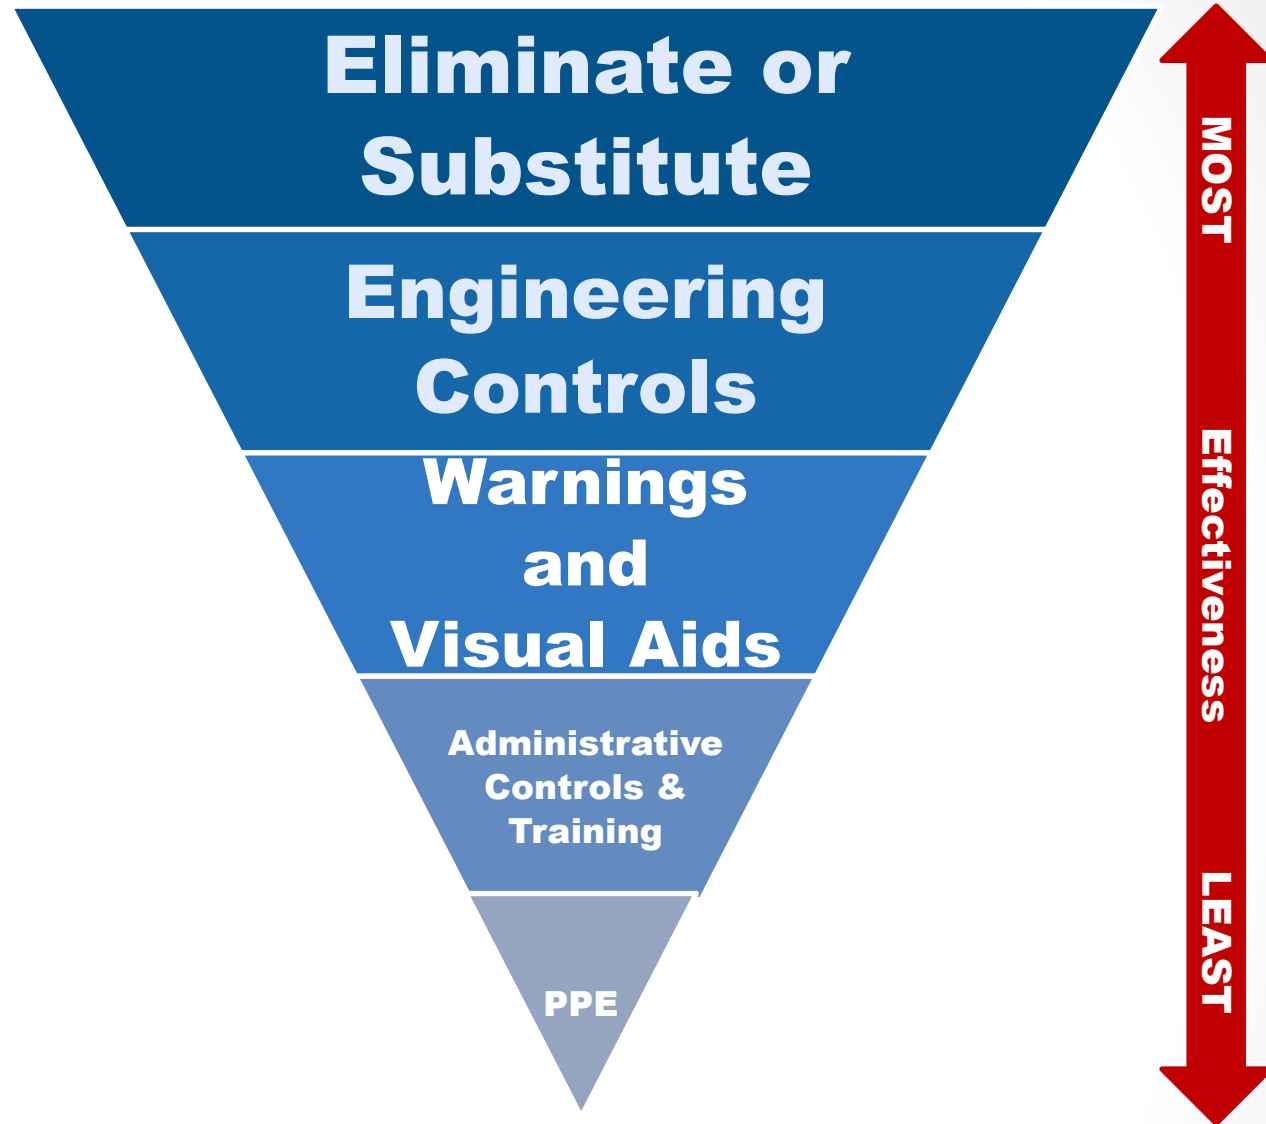 Eliminate or
Substitute
Engineering
Controls
Warnings
and
Visual Aids
Administrative
Controls &
Training
PPE
MOST
Effectiveness
LEAST